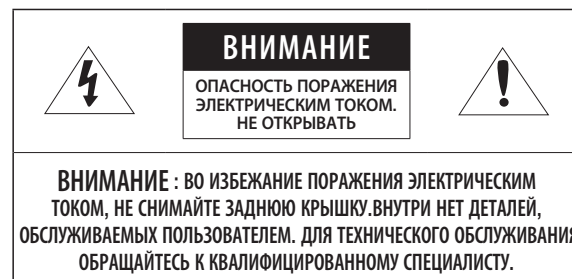 ВНИМАНИЕ
ОПАСНОСТЬ ПОРАЖЕНИЯ
ЭЛЕКТРИЧЕСКИМ ТОКОМ.
НЕ ОТКРЫВАТЬ
ВНИМАНИЕ : ВО ИЗБЕЖАНИЕ ПОРАЖЕНИЯ ЭЛЕКТРИЧЕСКИМ
ТОКОМ, НЕ СНИМАЙТЕ ЗАДНЮЮ КРЫШКУ.ВНУТРИ НЕТ ДЕТАЛЕЙ,
ОБСЛУЖИВАЕМЫХ ПОЛЬЗОВАТЕЛЕМ. ДЛЯ ТЕХНИЧЕСКОГО ОБСЛУЖИВАНИЯ
ОБРАЩАЙТЕСЬ К КВАЛИФИЦИРОВАННОМУ СПЕЦИАЛИСТУ.